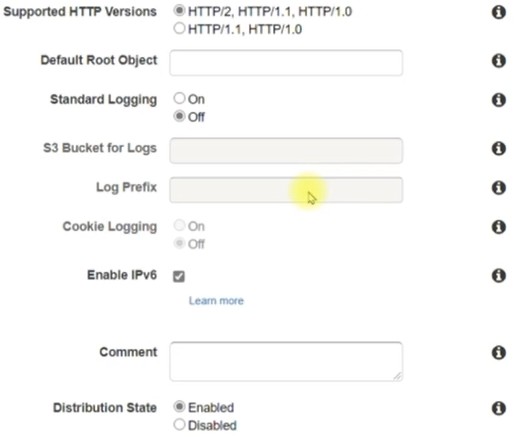 Supported HTTP Versions HTTP/2, HTTP/1.1, HTTP/1.0
HTTP/1.1, HTTP/1.0
Default Root Object
Standard Logging On
Off
S3 Bucket for Logs
Log Prefix
Cookie Logging On
Off
Enable IPv6
Learn more
Comment
Distribution State Enabled
Disabled